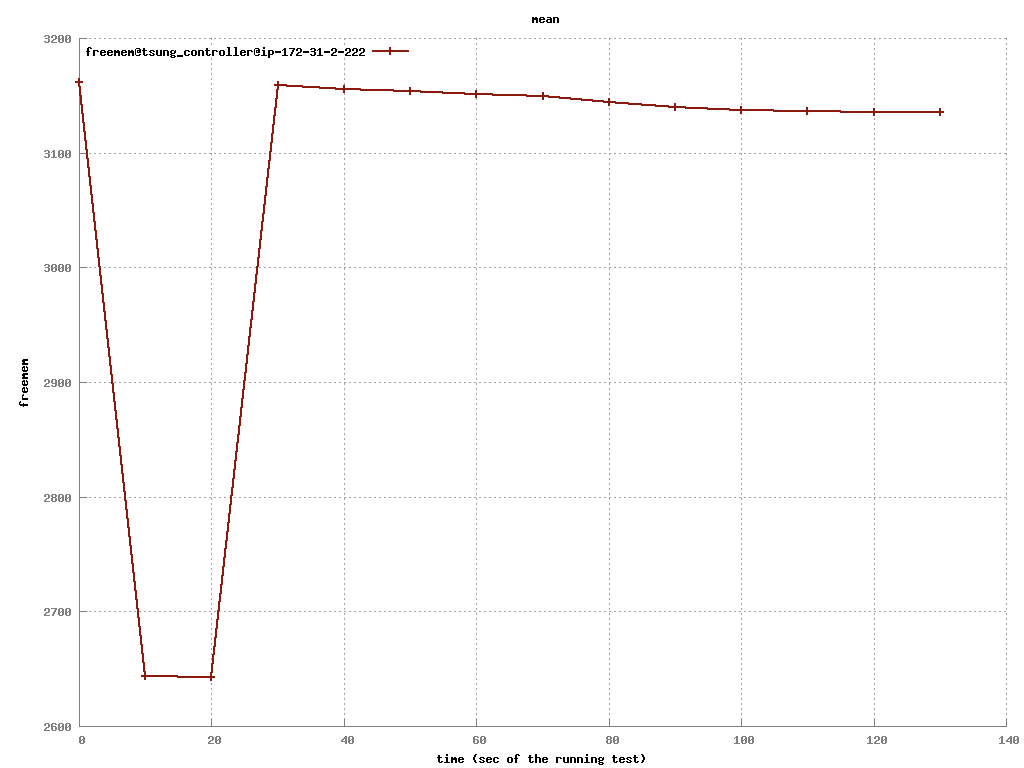 mean
3200
freemem@tsung_controller@ip-172-31-2-222
3100
3000
2900
freemem
2800
2700
2600
0 20 40 60 80 100 120 140
time (sec of the running test)